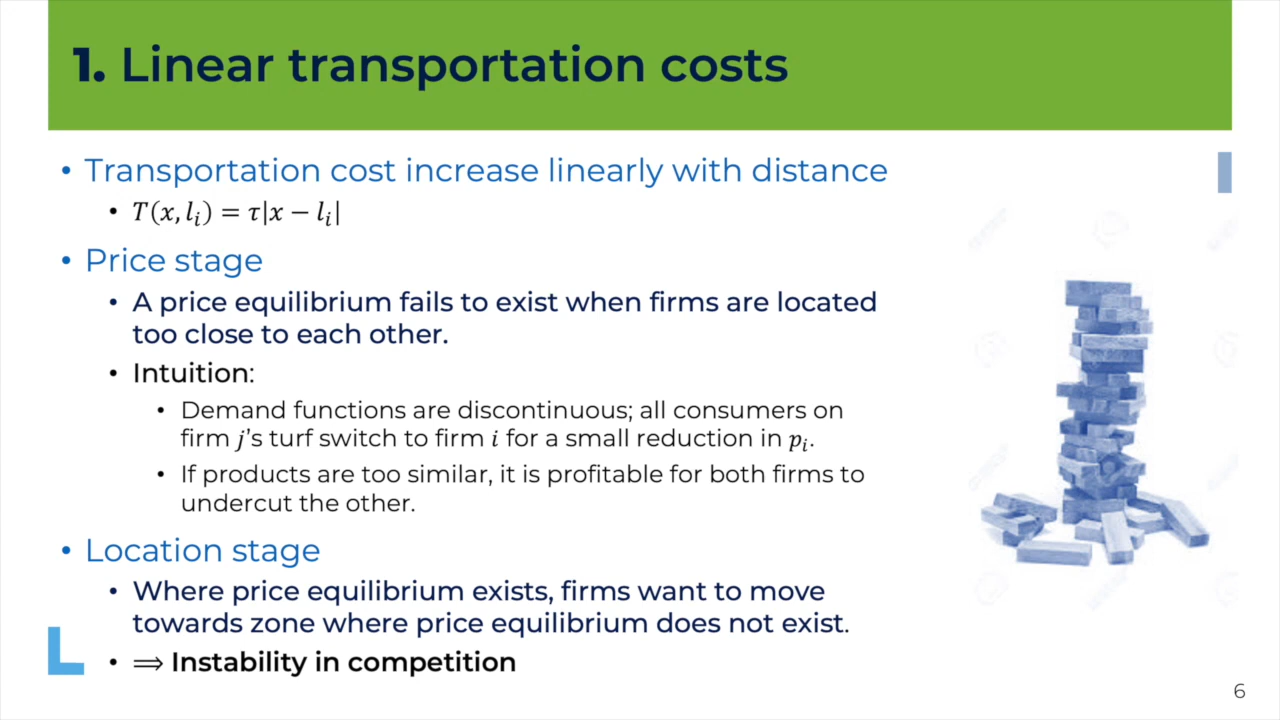 1. Linear transportation costs
• Transportation cost increase linearly with distance
• T(x, lᵢ) = τ|x − lᵢ|
• Price stage
• A price equilibrium fails to exist when firms are located
too close to each other.
• Intuition:
• Demand functions are discontinuous; all consumers on
firm j's turf switch to firm i for a small reduction in pᵢ.
• If products are too similar, it is profitable for both firms to
undercut the other.
• Location stage
• Where price equilibrium exists, firms want to move
towards zone where price equilibrium does not exist.
• ⟹ Instability in competition
6